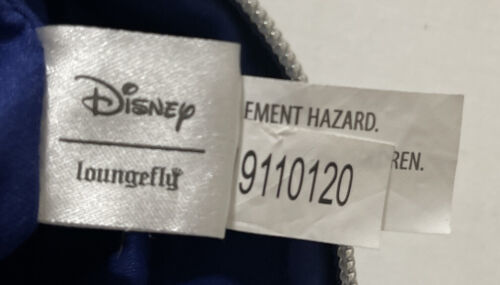 Disney
loungefly
EMENT HAZARD.
REN.
9110120